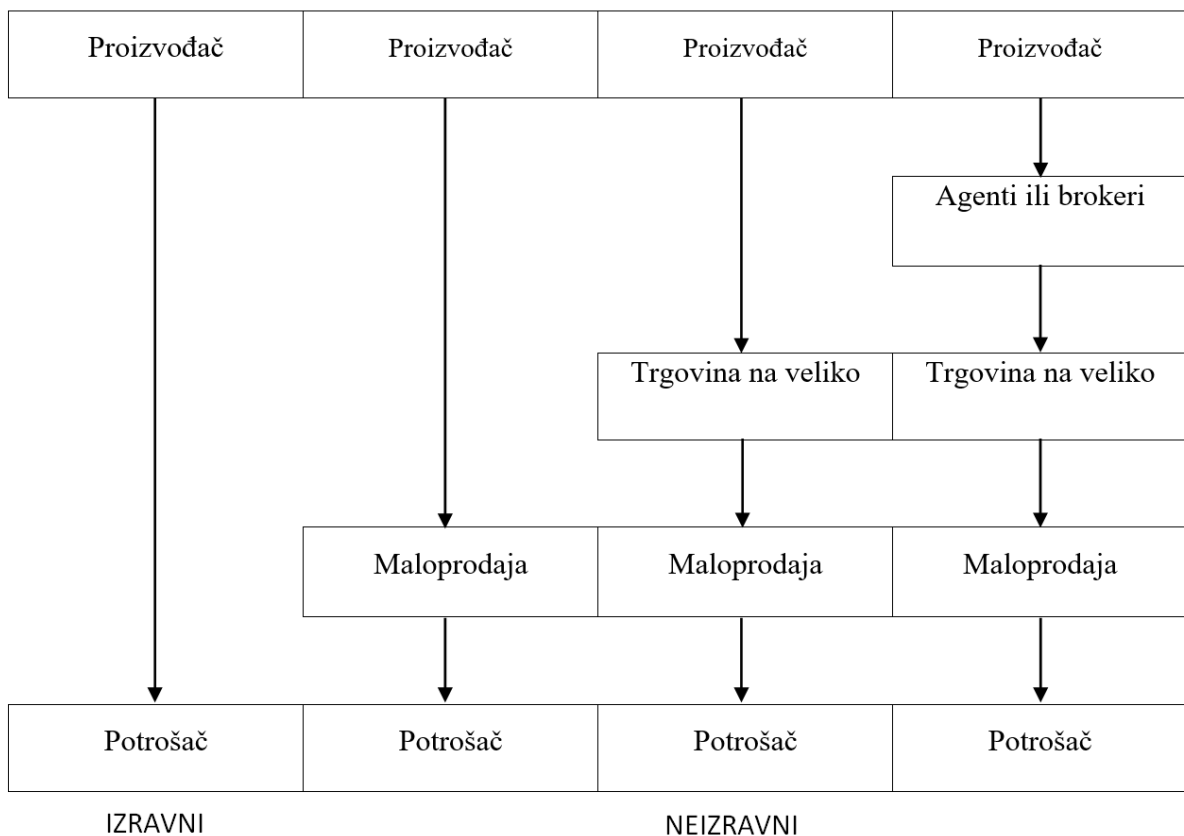 Proizvođač Proizvođač Proizvođač Proizvođač
Agenti ili brokeri
Trgovina na veliko Trgovina na veliko
Maloprodaja Maloprodaja Maloprodaja
Potrošač Potrošač Potrošač Potrošač
IZRAVNI NEIZRAVNI